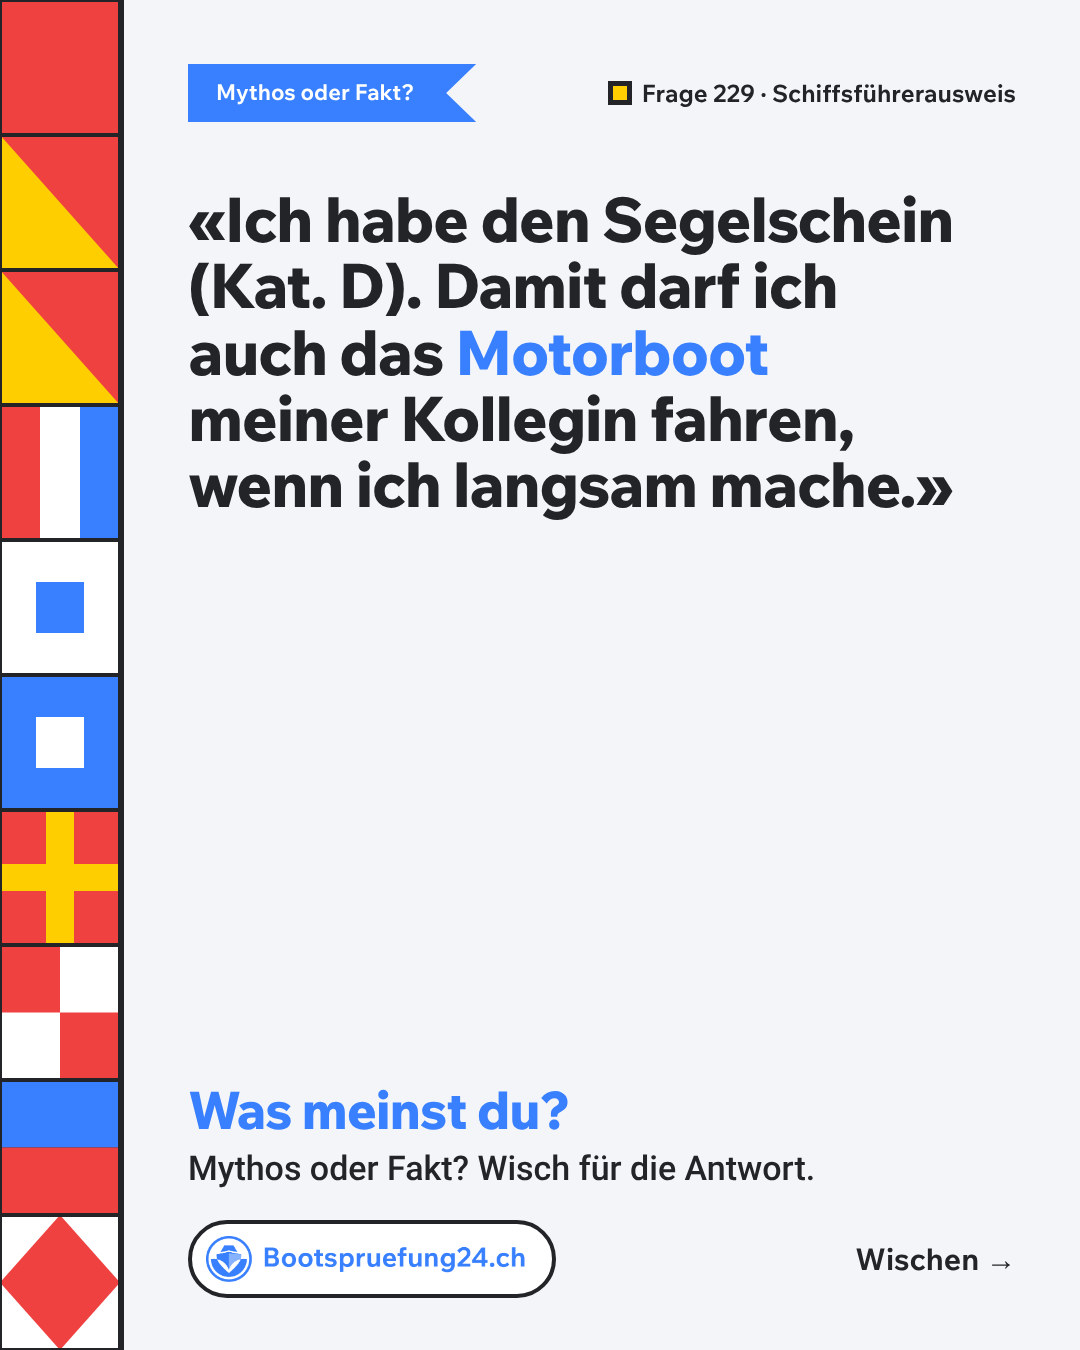 Mythos oder Fakt?
Frage 229 · Schiffsführerausweis
«Ich habe den Segelschein
(Kat. D). Damit darf ich
auch das Motorboot
meiner Kollegin fahren,
wenn ich langsam mache.»
Was meinst du?
Mythos oder Fakt? Wisch für die Antwort.
Bootspruefung24.ch
Wischen →